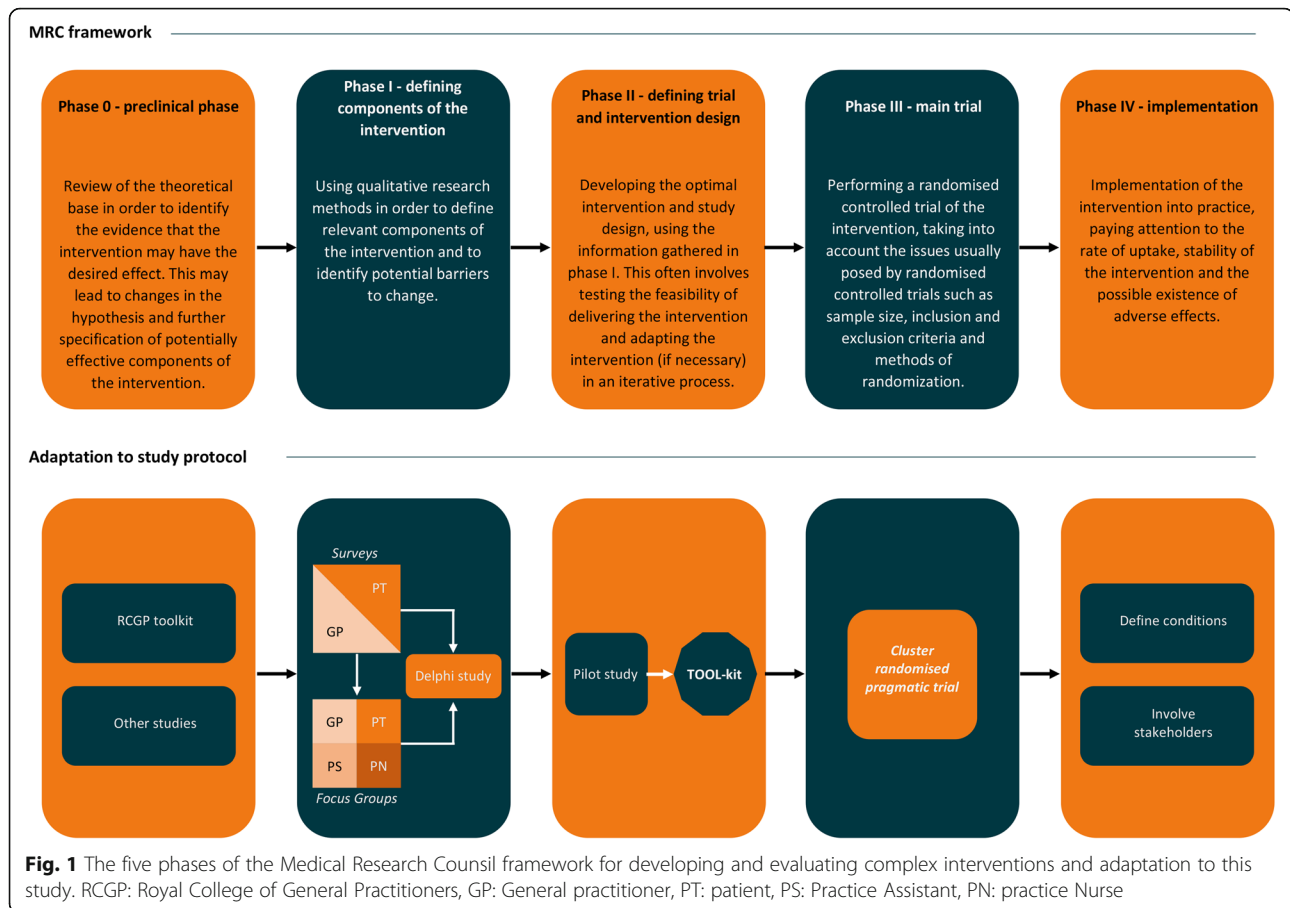 MRC framework
Phase 0 - preclinical phase
Review of the theoretical
base in order to identify
the evidence that the
intervention may have the
desired effect. This may
lead to changes in the
hypothesis and further
specification of potentially
effective components of
the intervention.
Phase I - defining
components of the
intervention
Using qualitative research
methods in order to define
relevant components of
the intervention and to
identify potential barriers
to change.
Phase II - defining trial
and intervention design
Developing the optimal
intervention and study
design, using the
information gathered in
phase I. This often involves
testing the feasibility of
delivering the intervention
and adapting the
intervention (if necessary)
in an iterative process.
Phase III - main trial
Performing a randomised
controlled trial of the
intervention, taking into
account the issues usually
posed by randomised
controlled trials such as
sample size, inclusion and
exclusion criteria and
methods of
randomization.
Phase IV - implementation
Implementation of the
intervention into practice,
paying attention to the
rate of uptake, stability
of the intervention and the
possible existence of
adverse effects.
Adaptation to study protocol
RCGP toolkit
Other studies
Surveys
PT
GP
Delphi study
GP PT
PS PN
Focus Groups
Pilot study
TOOL-kit
Cluster
randomised
pragmatic trial
Define conditions
Involve
stakeholders
Fig. 1 The five phases of the Medical Research Counsil framework for developing and evaluating complex interventions and adaptation to this
study. RCGP: Royal College of General Practitioners, GP: General practitioner, PT: patient, PS: Practice Assistant, PN: practice Nurse